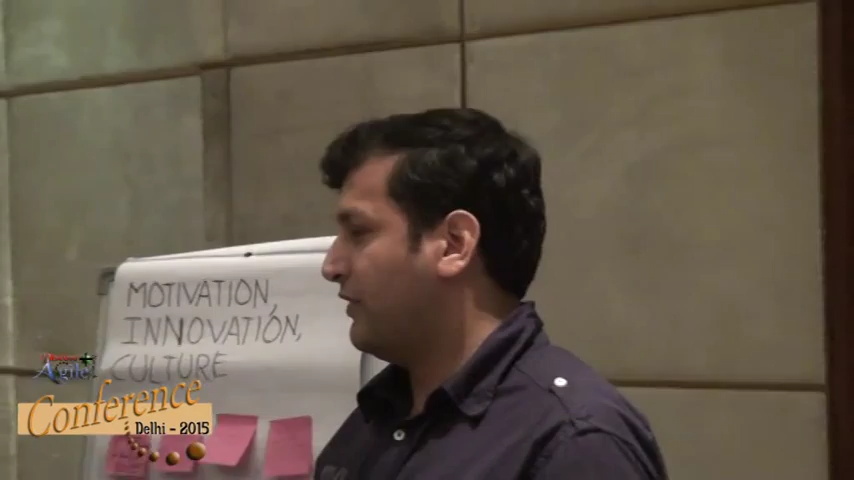 MOTIVATION,
INNOVATION,
CULTURE
Agile
Conference
Delhi - 2015